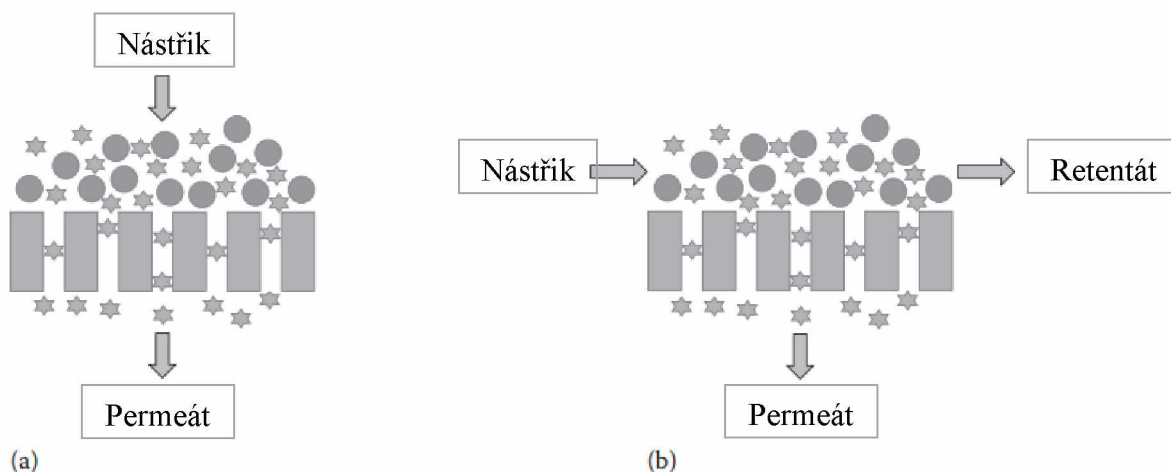 Nástřik
Permeát
(a)
Nástřik
Retentát
Permeát
(b)